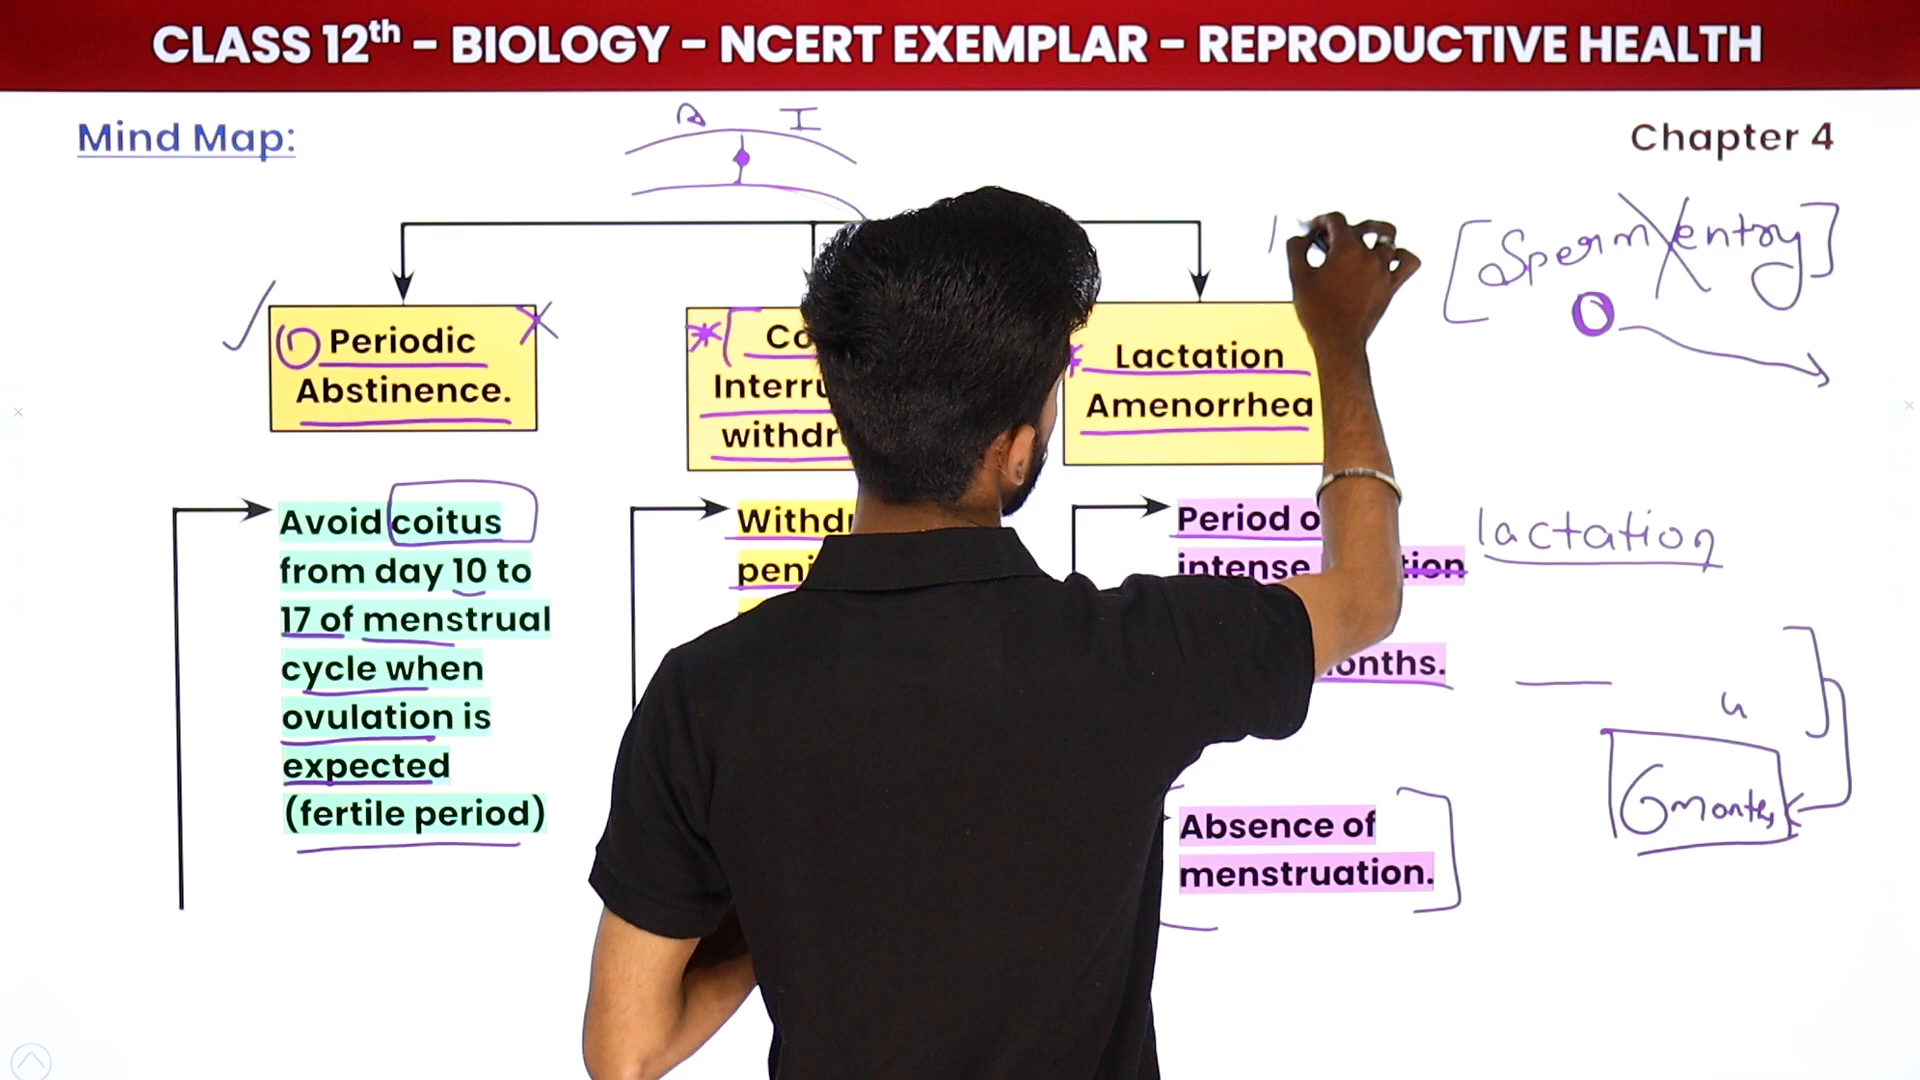 CLASS 12th – BIOLOGY – NCERT EXEMPLAR – REPRODUCTIVE HEALTH
Mind Map:
Chapter 4
A I
Sperm entry
Periodic
Abstinence.
Interru
withdr
Lactation
Amenorrhea
Avoid coitus
from day 10 to
17 of menstrual
cycle when
ovulation is
expected
(fertile period)
Withd
peni
Period o
intense tion
onths.
lactation
6 months
Absence of
menstruation.